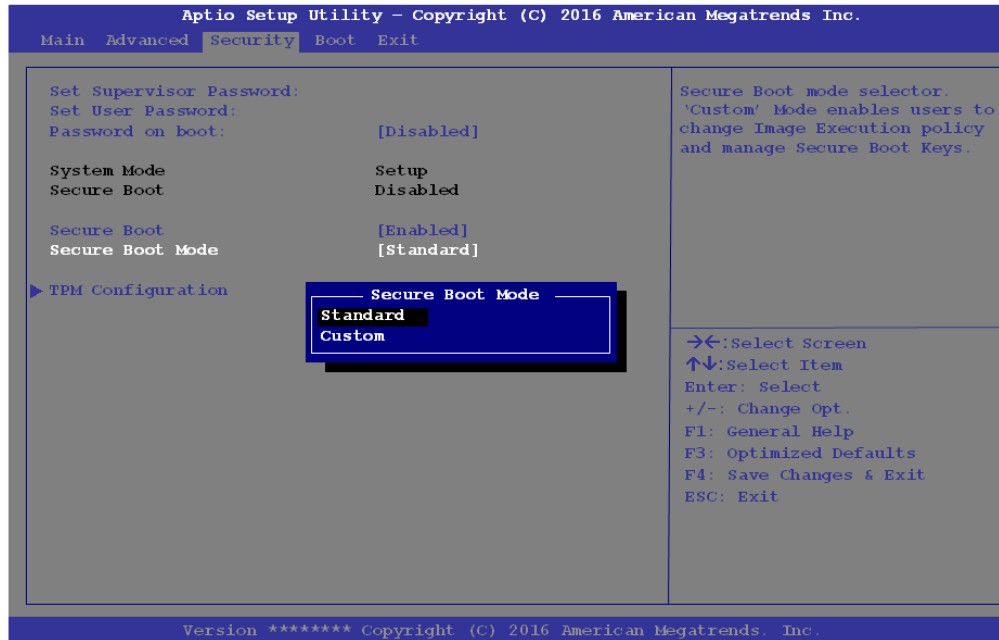 Aptio Setup Utility – Copyright (C) 2016 American Megatrends Inc.
Main Advanced Security Boot Exit
Set Supervisor Password:
Set User Password:
Password on boot: [Disabled]
System Mode Setup
Secure Boot Disabled
Secure Boot [Enabled]
Secure Boot Mode [Standard]
TPM Configuration
Secure Boot Mode
Standard
Custom
Secure Boot mode selector.
‘Custom’ Mode enables users to
change Image Execution policy
and manage Secure Boot Keys.
→←:Select Screen
↑↓:Select Item
Enter: Select
+/-: Change Opt.
F1: General Help
F3: Optimized Defaults
F4: Save Changes & Exit
ESC: Exit
Version ******** Copyright (C) 2016 American Megatrends. Inc.